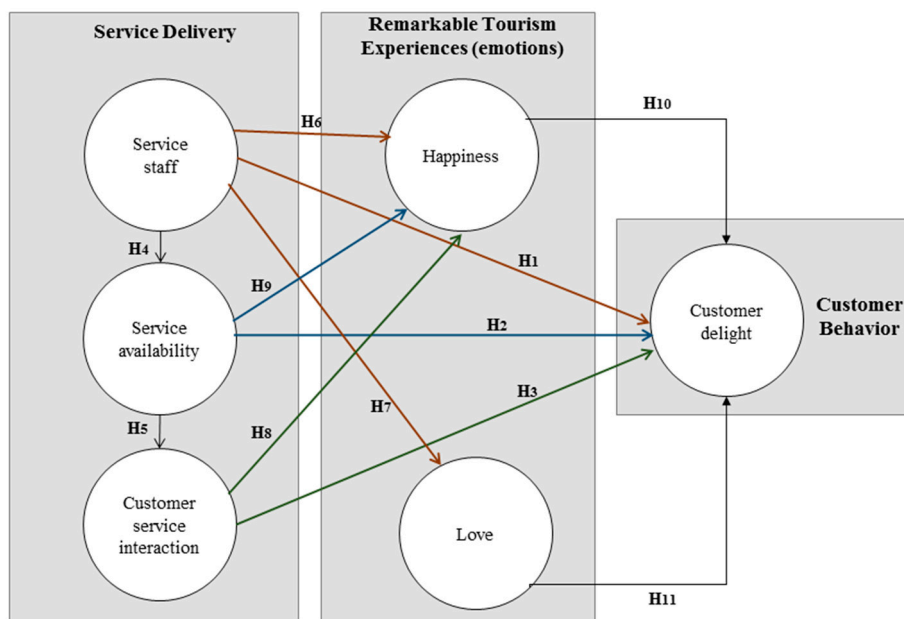 Service Delivery
Remarkable Tourism
Experiences (emotions)
H10
H6
Service
staff
Happiness
H4
H1
H9
Customer
delight
Customer
Behavior
Service
availability
H2
H3
H7
H5
H8
Customer
service
interaction
Love
H11